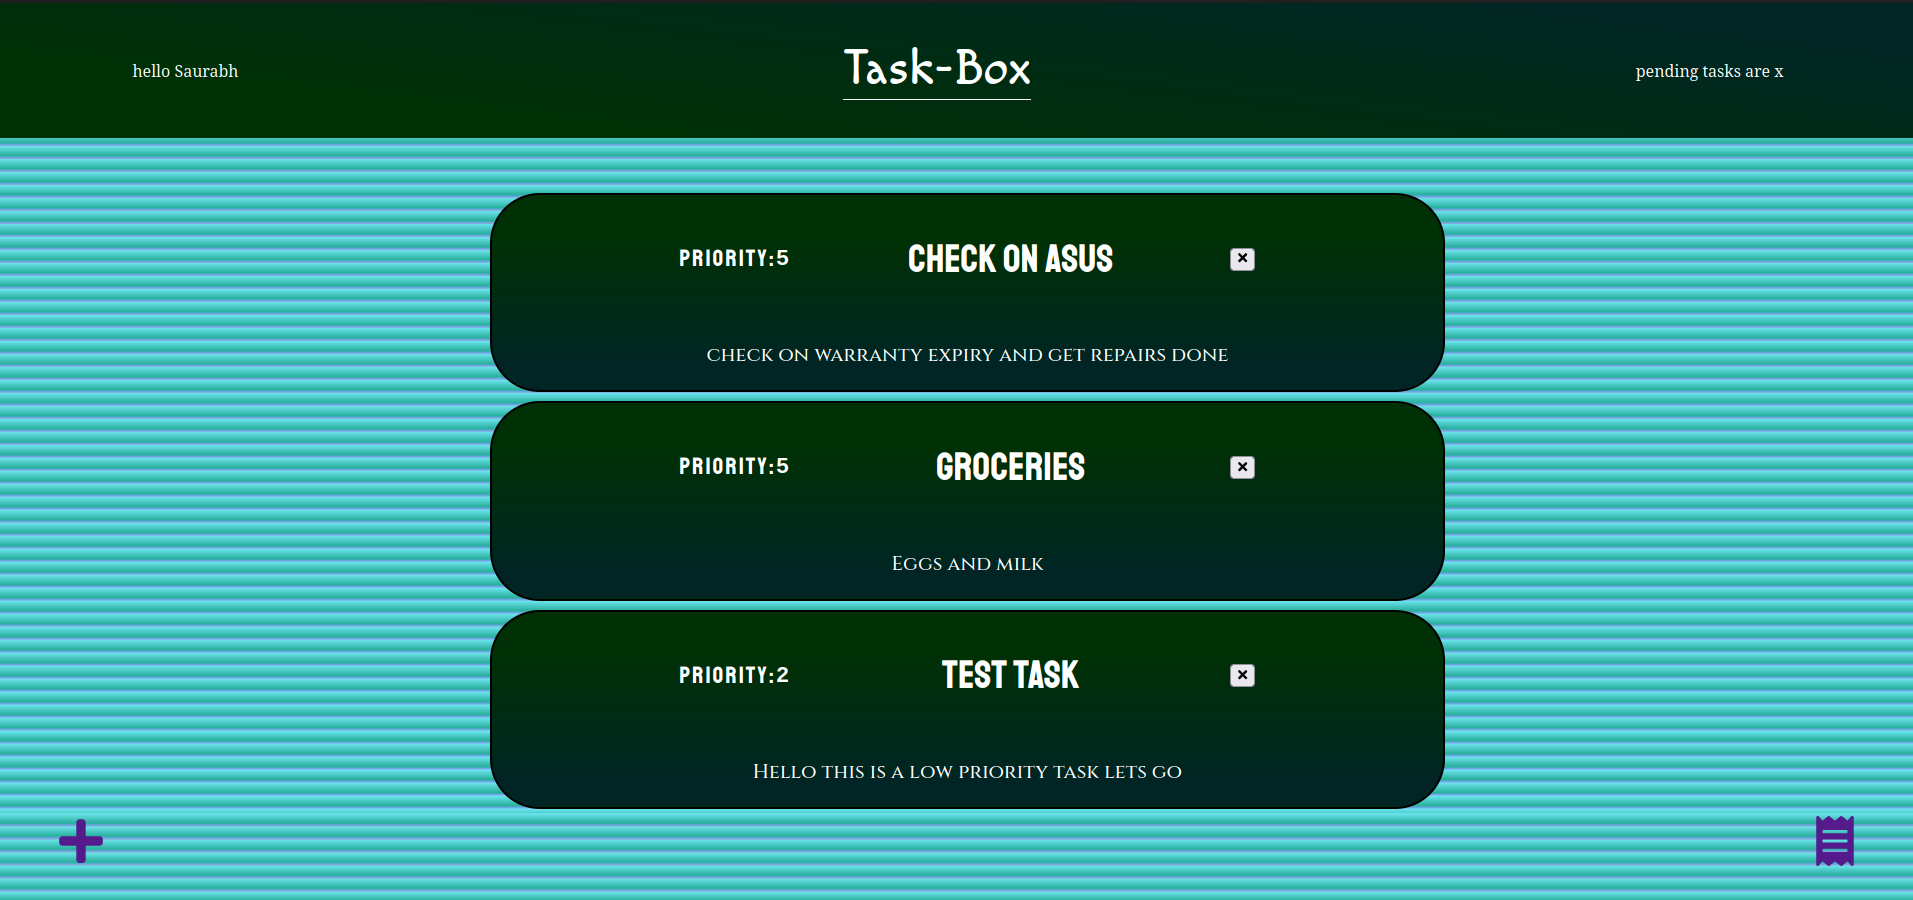 hello Saurabh
Task-Box
pending tasks are x
PRIORITY:5
CHECK ON ASUS
check on warranty expiry and get repairs done
PRIORITY:5
GROCERIES
Eggs and milk
PRIORITY:2
TEST TASK
Hello this is a low priority task lets go